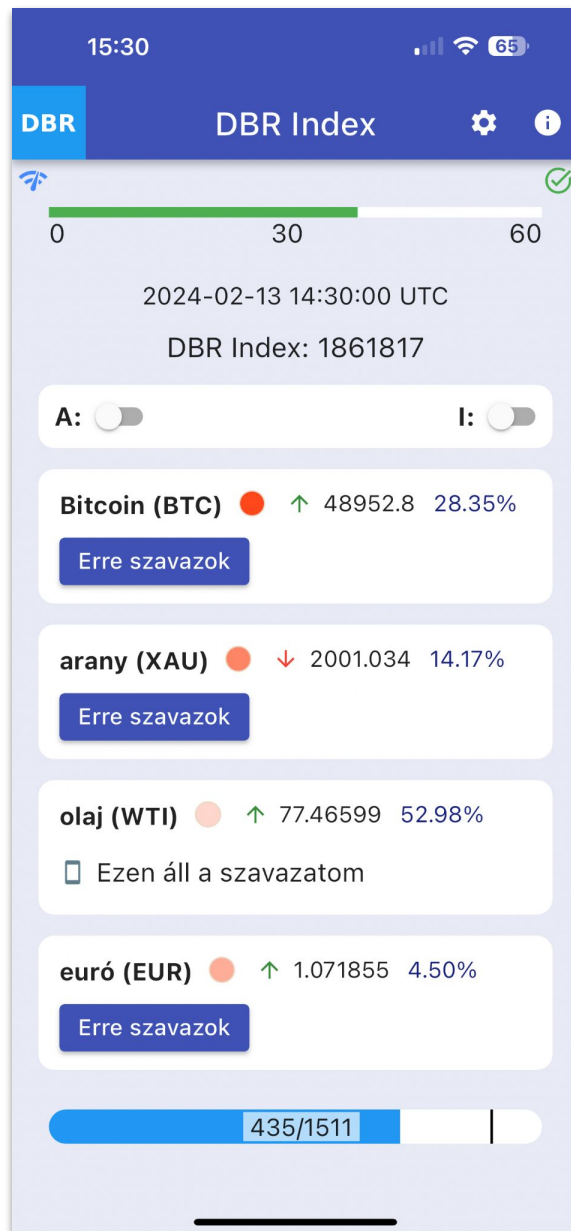 15:30 65
DBR DBR Index
0 30 60
2024-02-13 14:30:00 UTC
DBR Index: 1861817
A: I:
Bitcoin (BTC) ↑ 48952.8 28.35%
Erre szavazok
arany (XAU) ↓ 2001.034 14.17%
Erre szavazok
olaj (WTI) ↑ 77.46599 52.98%
Ezen áll a szavazatom
euró (EUR) ↑ 1.071855 4.50%
Erre szavazok
435/1511